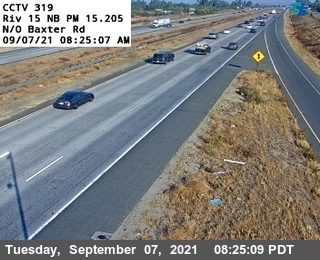 CCTV 319
Riv 15 NB PM 15.205
N/O Baxter Rd
09/07/21 08:25:07 AM
Tuesday, September 07, 2021 08:25:09 PDT